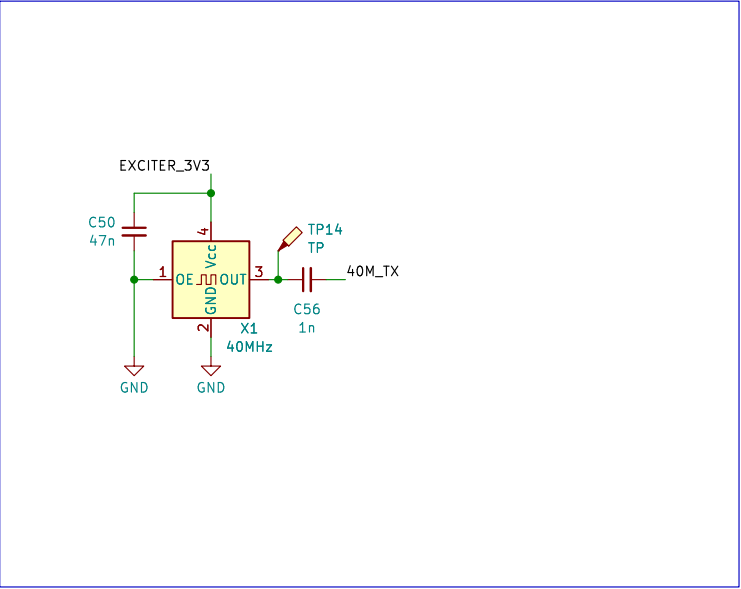 EXCITER_3V3
C50
47n
4
Vcc
TP14
TP
1
OE
OUT
3
40M_TX
GND
2
C56
1n
X1
40MHz
GND
GND